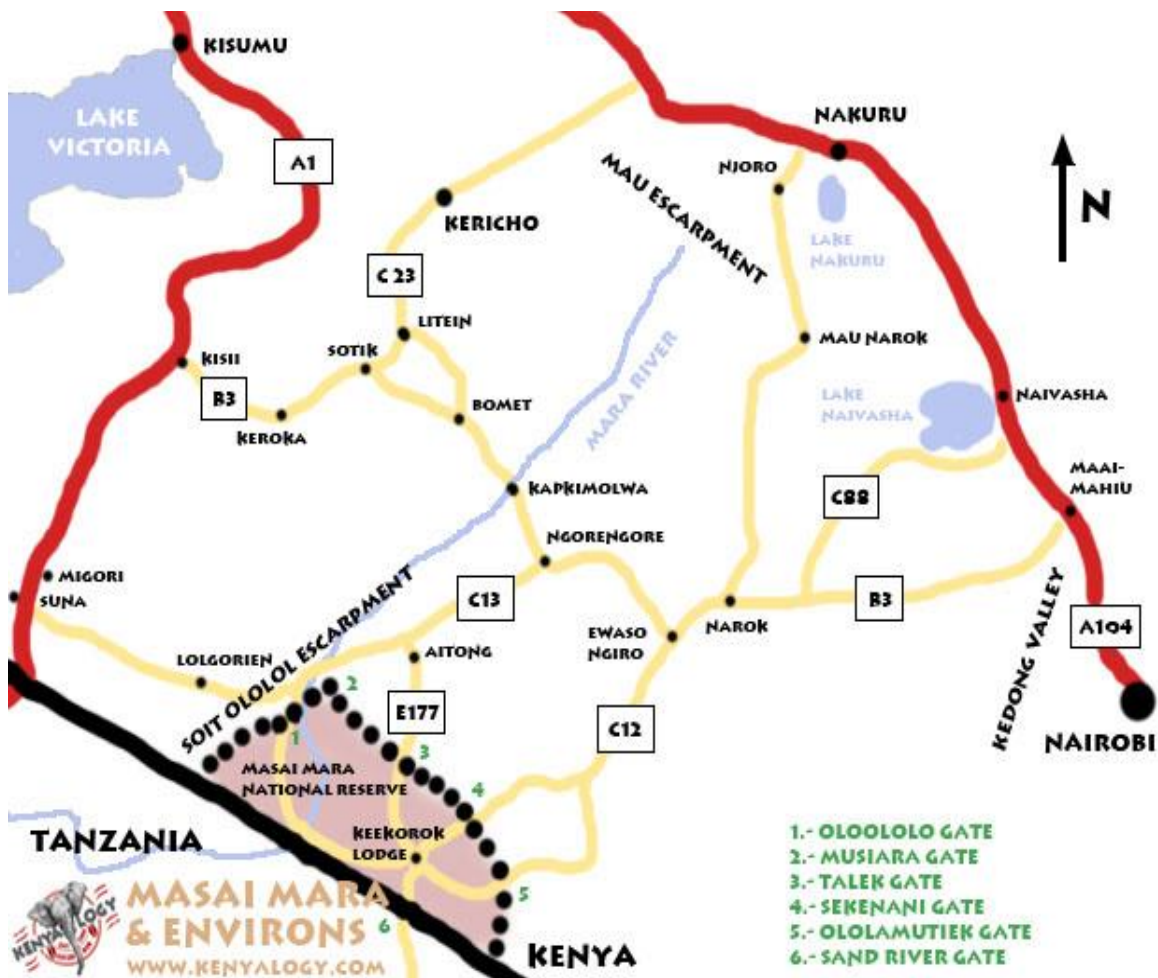 KISUMU
LAKE
VICTORIA
A1
NAKURU
NJORO
MAU ESCARPMENT
N
KERICHO
LAKE
NAKURU
C 23
LITEIN
SOTIK
MAU NAROK
MARA RIVER
KISII
B3
KEROKA
BOMET
LAKE
NAIVASHA
NAIVASHA
MAAI-
MAHIU
C88
KAPKIMOLWA
NGORENGORE
MIGORI
SUNA
C13
B3
EWASO
NGIRO
NAROK
KEDONG VALLEY
A104
NAIROBI
LOLGORIEN
SOIT OLOLOL ESCARPMENT
AITONG
2
E177
C12
1
3
MASAI MARA
NATIONAL RESERVE
4
KEEKOROK
LODGE
TANZANIA
5
6
KENYA
1.- OLOOLOLO GATE
2.- MUSIARA GATE
3.- TALEK GATE
4.- SEKENANI GATE
5.- OLOLAMUTIEK GATE
6.- SAND RIVER GATE
KENYALOGY
MASAI MARA
& ENVIRONS
WWW.KENYALOGY.COM